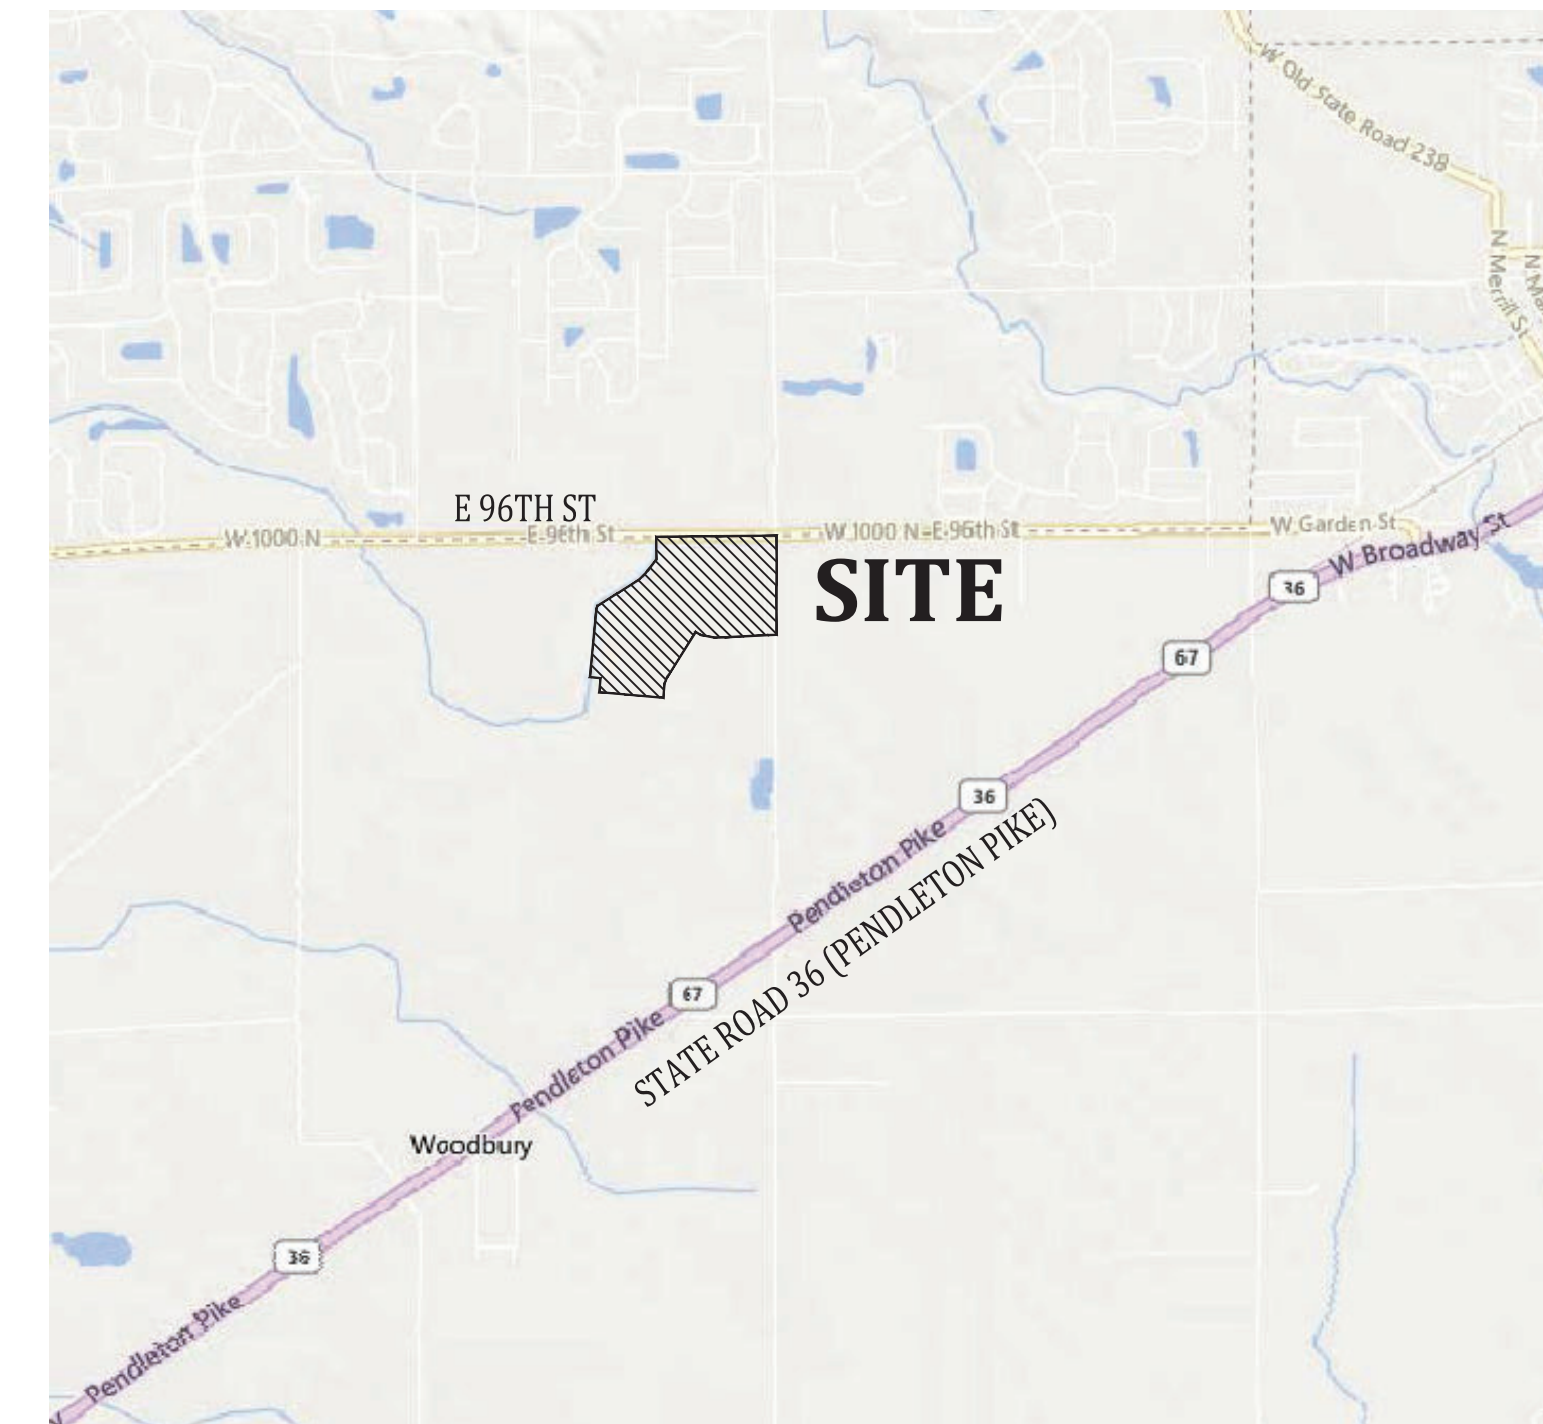 W Old State Road 238
N Merrill St
N Ma
E 96TH ST
W 1000 N
E 96th St
W 1000 N-E 96th St
W Garden St
W Broadway St
SITE
36
67
36
Pendleton Pike
STATE ROAD 36 (PENDLETON PIKE)
67
Pendleton Pike
Woodbury
36
Pendleton Pike